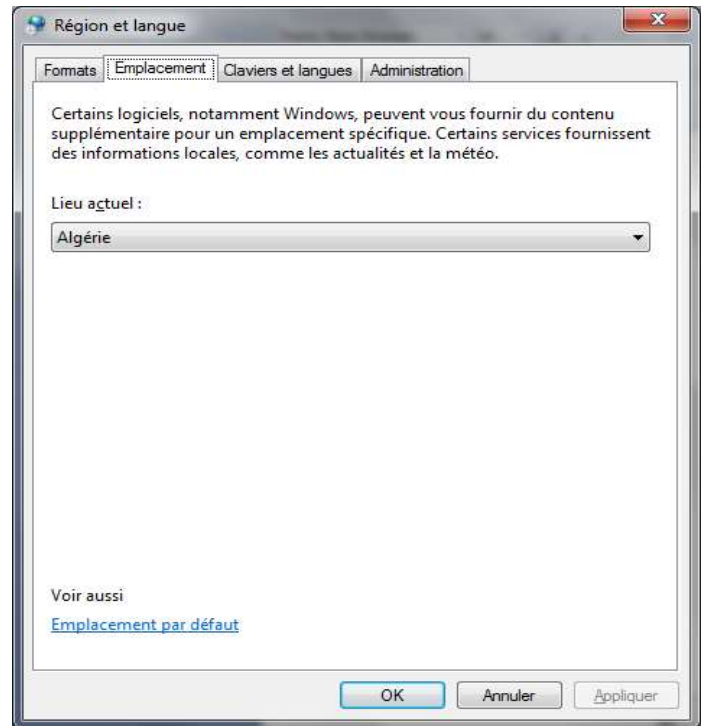 Région et langue
Formats Emplacement Claviers et langues Administration
Certains logiciels, notamment Windows, peuvent vous fournir du contenu
supplémentaire pour un emplacement spécifique. Certains services fournissent
des informations locales, comme les actualités et la météo.
Lieu actuel :
Algérie
Voir aussi
Emplacement par défaut
OK Annuler Appliquer